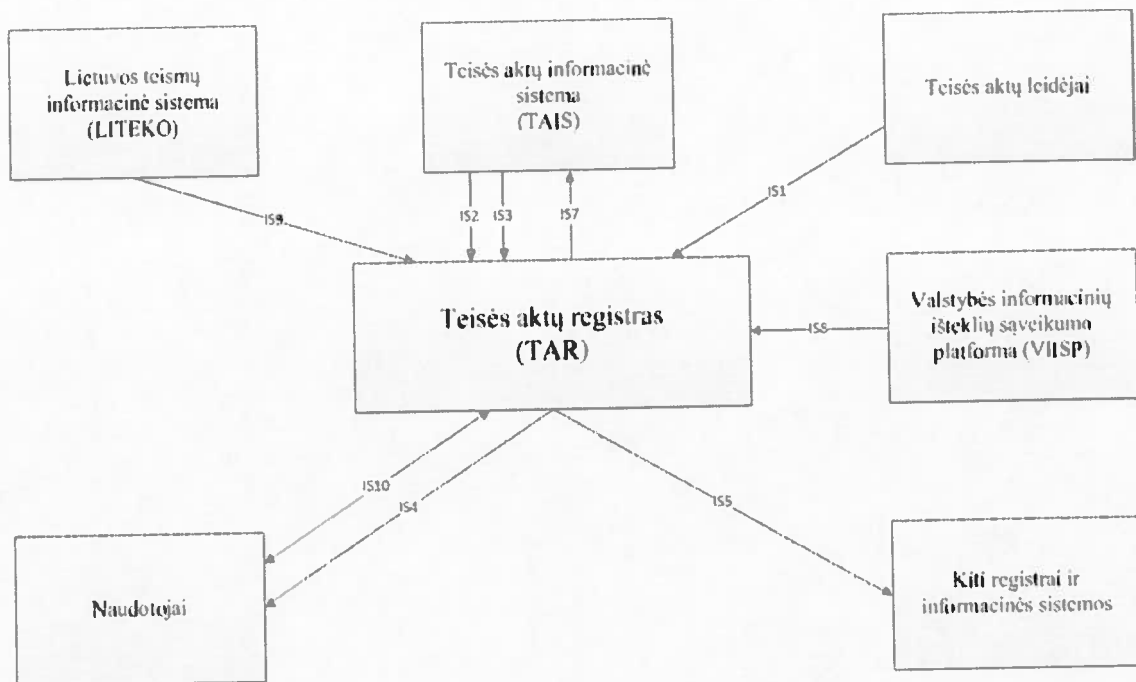 Lietuvos teismų
informacinė sistema
(LITEKO)
Teisės aktų informacinė
sistema
(TAIS)
Teisės aktų leidėjai
IS9
IS2
IS3
IS7
IS1
Teisės aktų registras
(TAR)
IS8
Valstybės informacinių
išteklių sąveikumo
platforma (VIISP)
IS10
IS4
IS5
Naudotojai
Kiti registrai ir
informacinės sistemos